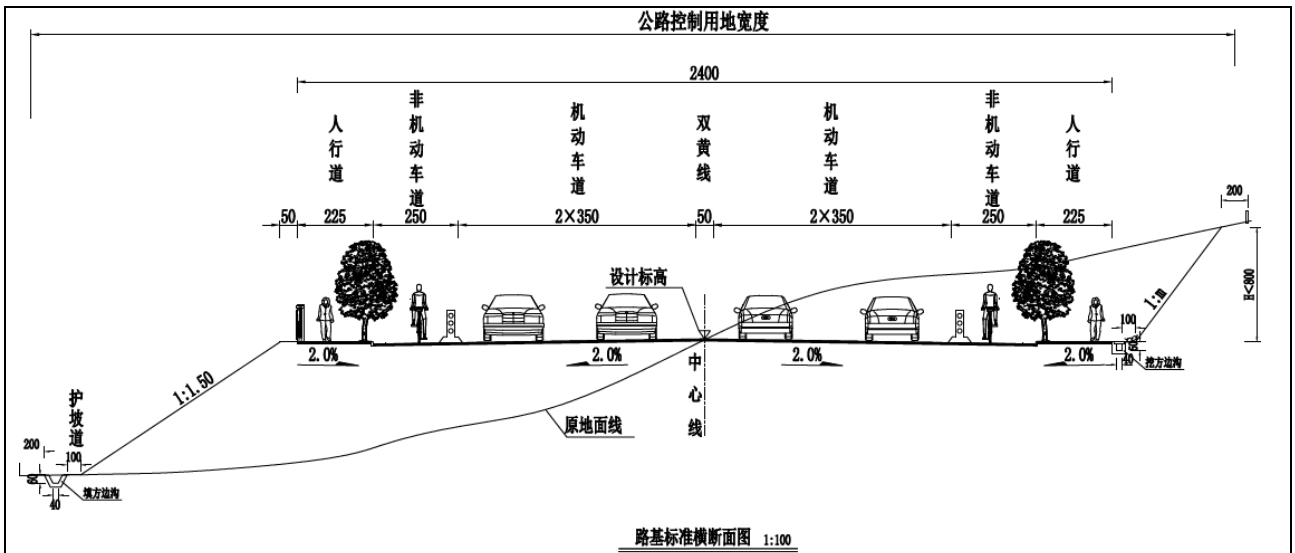 公路控制用地宽度
2400
人行道
非机动车道
机动车道
双黄线
机动车道
非机动车道
人行道
50
225
250
2×350
50
2×350
250
225
200
设计标高
H<800
1:m
100
60
40
挖方边沟
2.0%
2.0%
2.0%
2.0%
1:1.50
中心线
原地面线
护坡道
200
100
60
40
填方边沟
路基标准横断面图 1:100